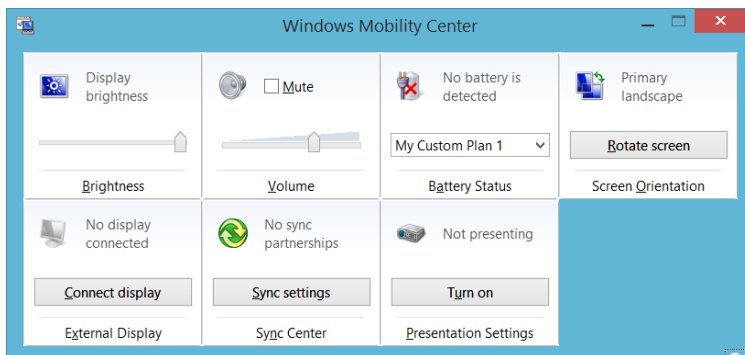 Windows Mobility Center
Display
brightness
Brightness
Mute
Volume
No battery is
detected
My Custom Plan 1
Battery Status
Primary
landscape
Rotate screen
Screen Orientation
No display
connected
Connect display
External Display
No sync
partnerships
Sync settings
Sync Center
Not presenting
Turn on
Presentation Settings